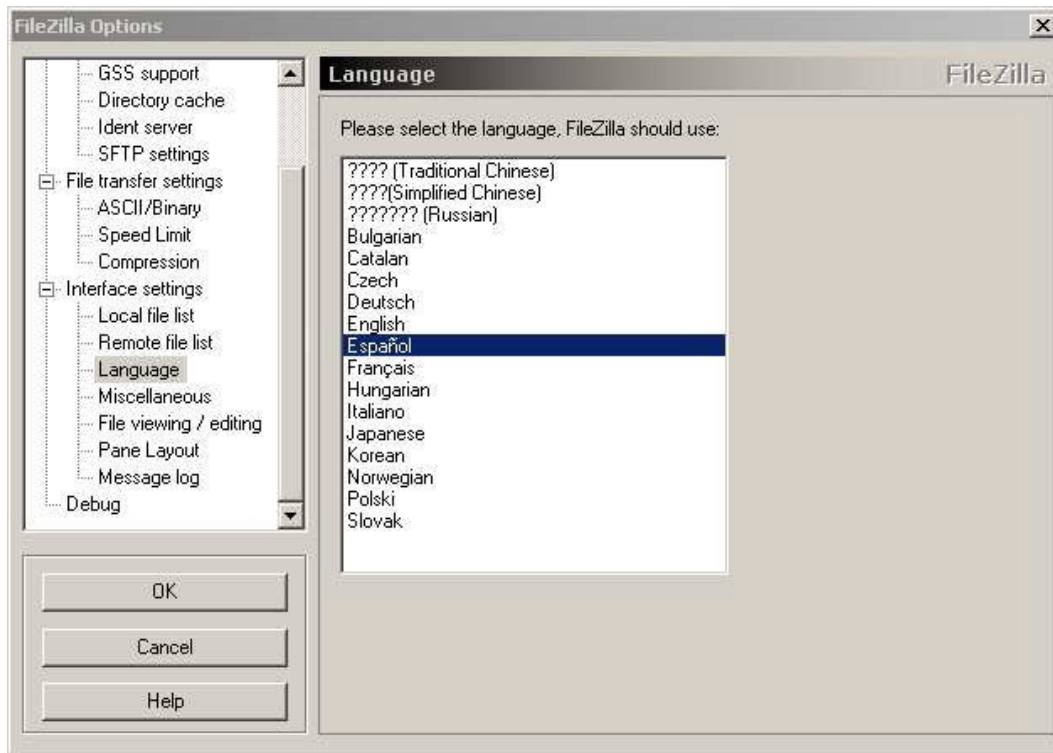 FileZilla Options
GSS support
Directory cache
Ident server
SFTP settings
File transfer settings
ASCII/Binary
Speed Limit
Compression
Interface settings
Local file list
Remote file list
Language
Miscellaneous
File viewing / editing
Pane Layout
Message log
Debug
OK
Cancel
Help
Language
FileZilla
Please select the language, FileZilla should use:
???? (Traditional Chinese)
????(Simplified Chinese)
??????? (Russian)
Bulgarian
Catalan
Czech
Deutsch
English
Español
Français
Hungarian
Italiano
Japanese
Korean
Norwegian
Polski
Slovak